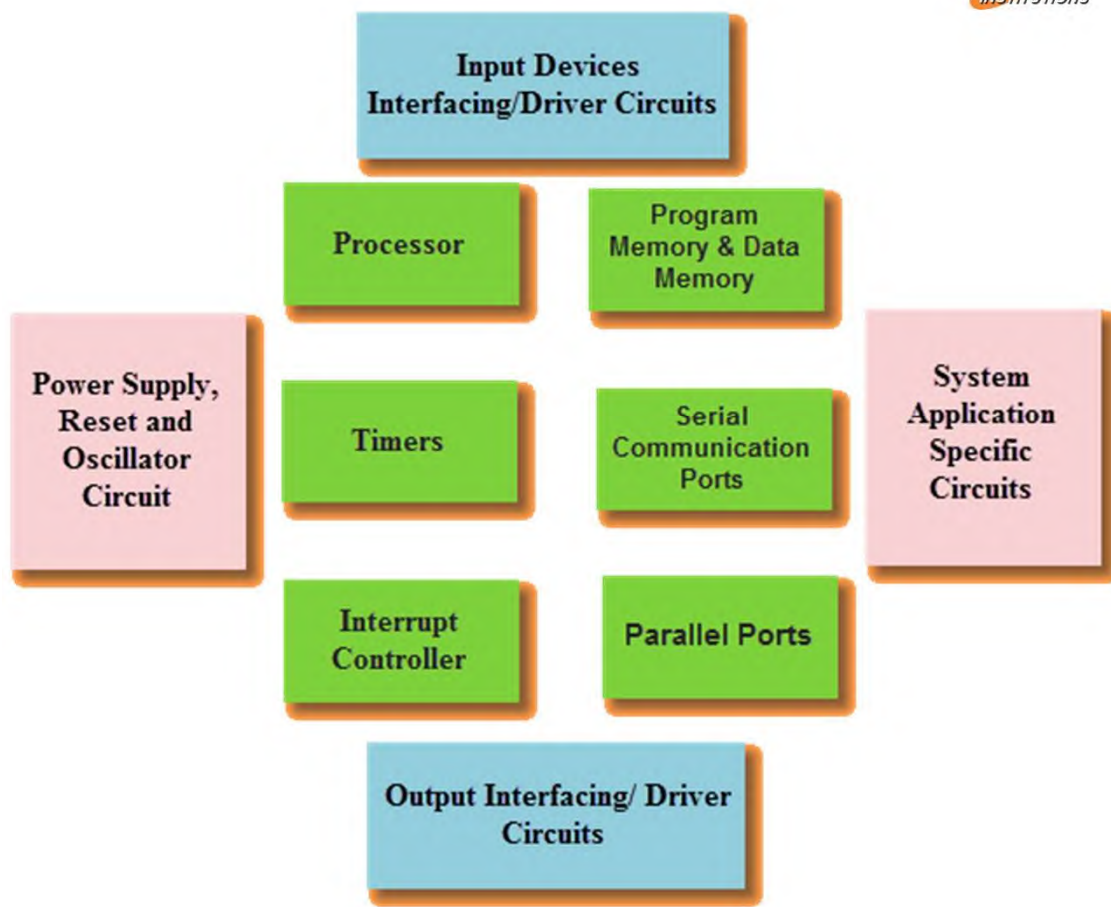 INSTITUTIONS
Input Devices
Interfacing/Driver Circuits
Processor
Program
Memory & Data
Memory
Power Supply,
Reset and
Oscillator
Circuit
Timers
Serial
Communication
Ports
System
Application
Specific
Circuits
Interrupt
Controller
Parallel Ports
Output Interfacing/ Driver
Circuits